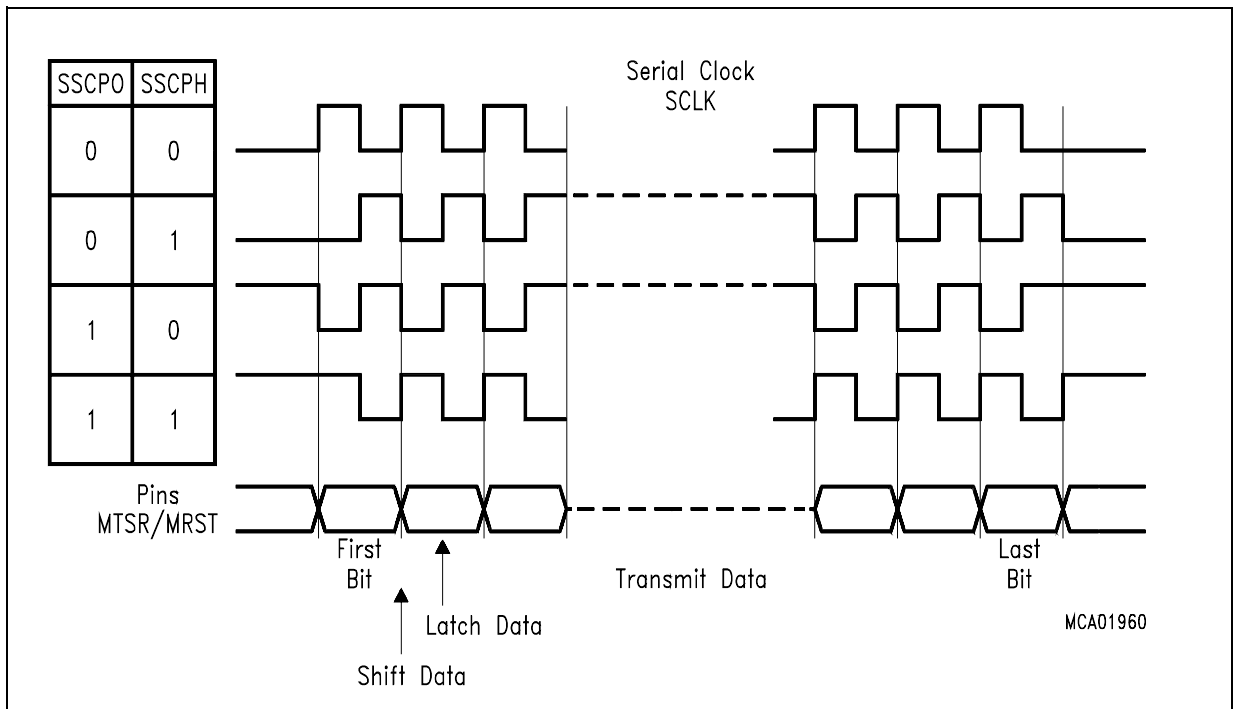 SSCPO SSCPH
Serial Clock
SCLK
0 0
0 1
1 0
1 1
Pins
MTSR/MRST
First
Bit
Last
Bit
Transmit Data
Latch Data
MCA01960
Shift Data